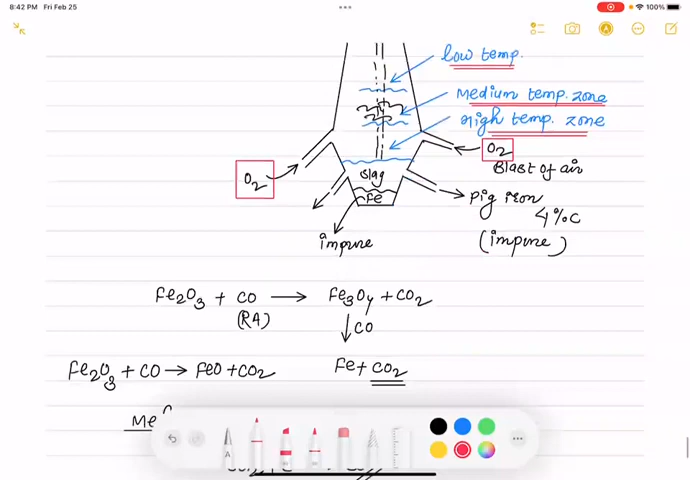 8:42 PM Fri Feb 25
100%
low temp.
Medium temp. zone
High temp. zone
O2
O2
Blast of air
slag
Fe
pig iron
4%C
(impure)
impure
Fe2O3 + CO → Fe3O4 + CO2
(RA)
↓ CO
Fe2O3 + CO → FeO + CO2
Fe + CO2
Me
A